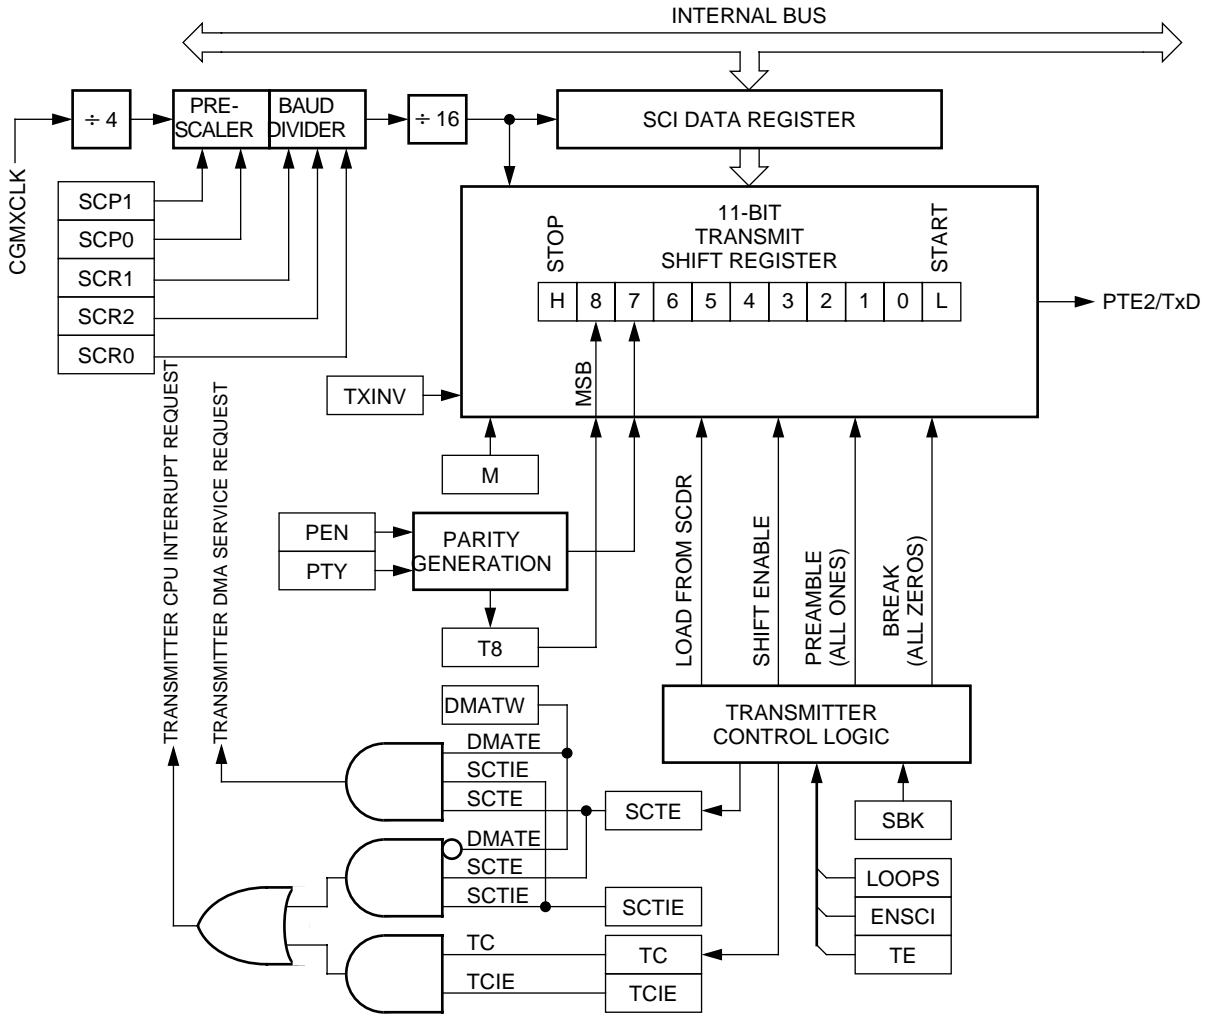 INTERNAL BUS
÷ 4
PRE-
SCALER
BAUD
DIVIDER
÷ 16
SCI DATA REGISTER
CGMXCLK
SCP1
SCP0
SCR1
SCR2
SCR0
11-BIT
TRANSMIT
SHIFT REGISTER
STOP
START
H 8 7 6 5 4 3 2 1 0 L
PTE2/TxD
MSB
TXINV
M
PEN
PTY
PARITY
GENERATION
T8
LOAD FROM SCDR
SHIFT ENABLE
PREAMBLE
(ALL ONES)
BREAK
(ALL ZEROS)
TRANSMITTER CPU INTERRUPT REQUEST
TRANSMITTER DMA SERVICE REQUEST
TRANSMITTER
CONTROL LOGIC
DMATW
DMATE
SCTIE
SCTE
SCTE
DMATE
SCTE
SCTIE
SCTIE
TC
TC
TCIE
TCIE
SBK
LOOPS
ENSCI
TE